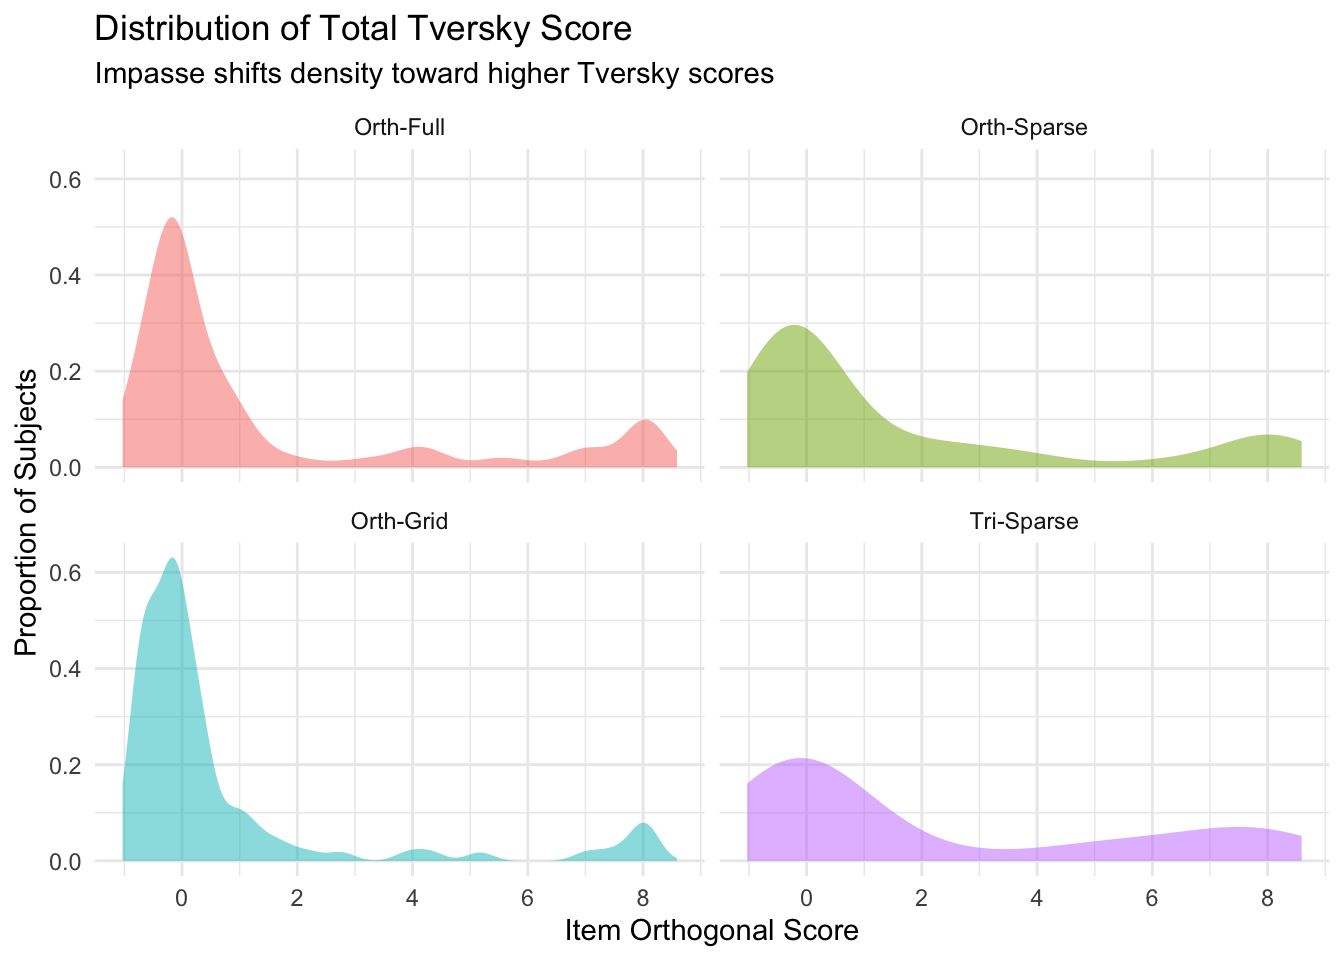 Distribution of Total Tversky Score
Impasse shifts density toward higher Tversky scores
Orth-Full
Orth-Sparse
0.6
0.4
0.2
0.0
Orth-Grid
Tri-Sparse
0.6
0.4
0.2
0.0
0 2 4 6 8
0 2 4 6 8
Proportion of Subjects
Item Orthogonal Score